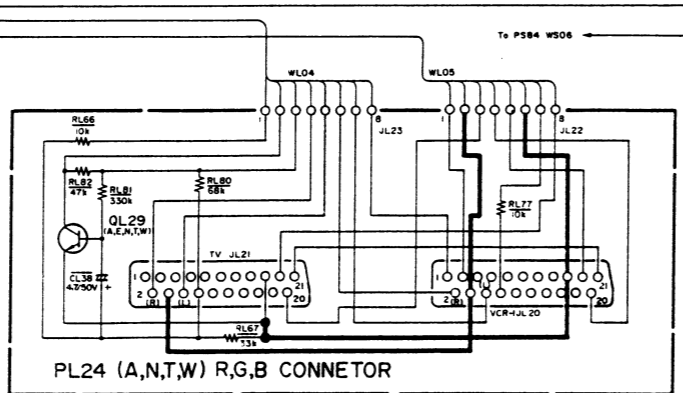 To PS84 WS06
WL04
WL05
RL66
10k
1
8
JL23
1
8
JL22
RL82
47k
RL81
330k
RL80
68k
RL77
10k
QL29
(A,E,N,T,W)
CL38
4.7/50V
+
TV JL21
1
21
2
(R)
(L)
20
1
(L)
21
2
(R)
20
VCR-1JL20
RL67
33k
PL24 (A,N,T,W) R,G,B CONNETOR